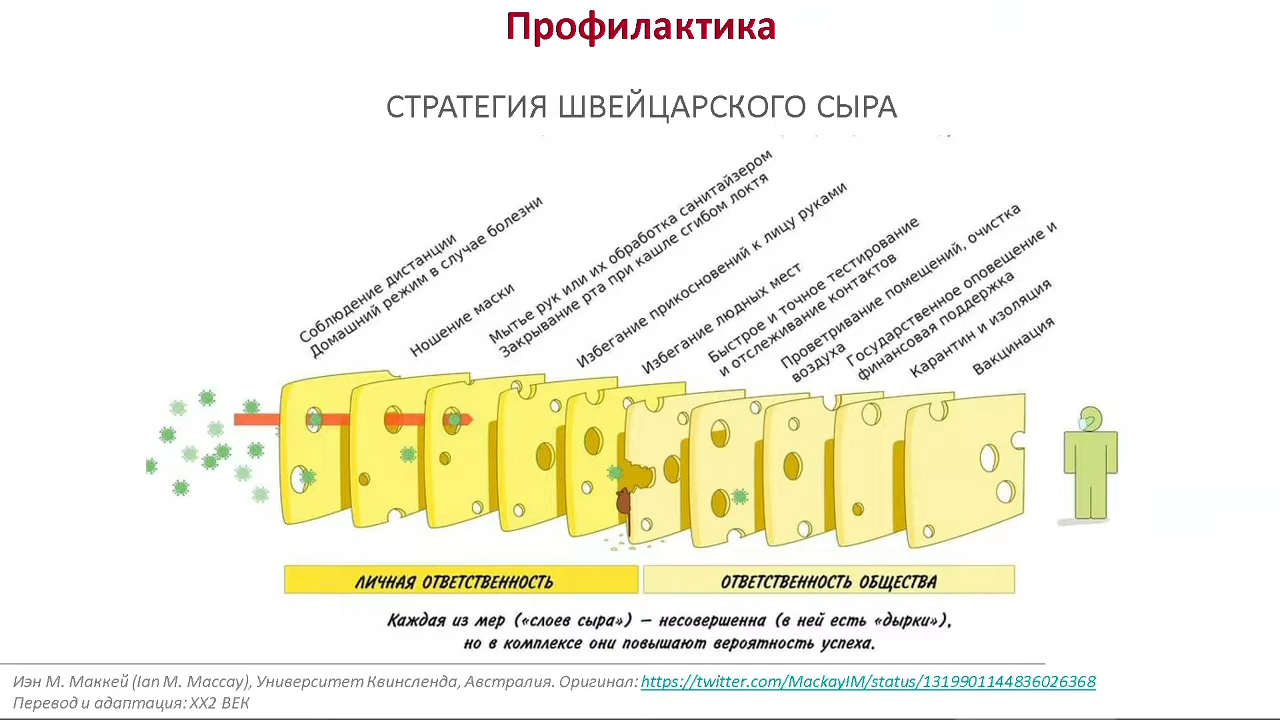 Профилактика
СТРАТЕГИЯ ШВЕЙЦАРСКОГО СЫРА
Соблюдение дистанции
Домашний режим в случае болезни
Ношение маски
Мытье рук или их обработка санитайзером
Закрывание рта при кашле сгибом локтя
Избегание прикосновений к лицу руками
Избегание людных мест
Быстрое и точное тестирование
и отслеживание контактов
Проветривание помещений, очистка
воздуха
Государственное оповещение и
финансовая поддержка
Карантин и изоляция
Вакцинация
ЛИЧНАЯ ОТВЕТСТВЕННОСТЬ
ОТВЕТСТВЕННОСТЬ ОБЩЕСТВА
Каждая из мер («слоев сыра») – несовершенна (в ней есть «дырки»),
но в комплексе они повышают вероятность успеха.
Иэн М. Маккей (Ian M. Maccay), Университет Квинсленда, Австралия. Оригинал: https://twitter.com/MackayIM/status/1319901144836026368
Перевод и адаптация: XX2 ВЕК